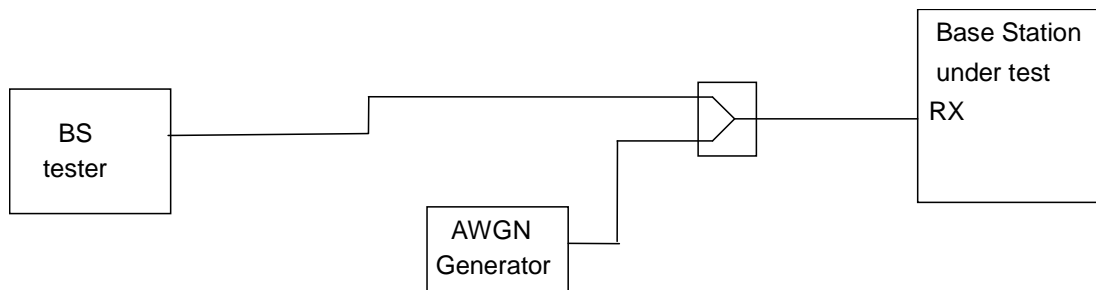 BS
tester
AWGN
Generator
Base Station
under test
RX